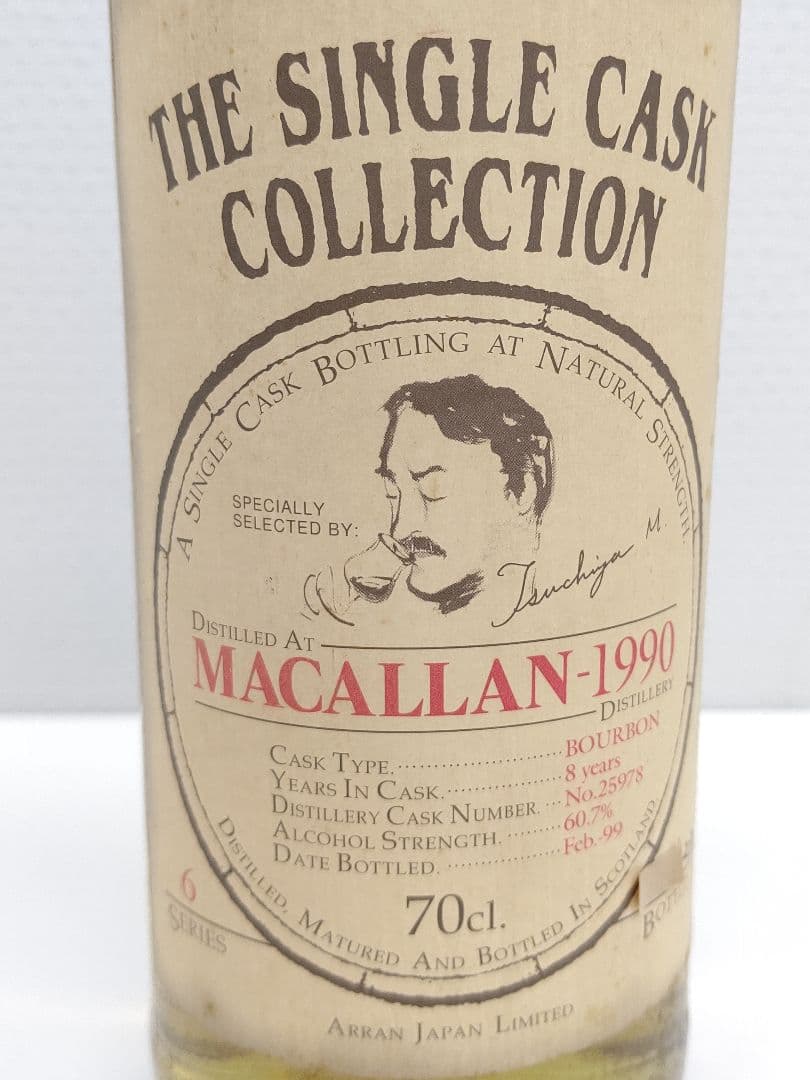 THE SINGLE CASK
COLLECTION
A SINGLE CASK BOTTLING AT NATURAL STRENGTH.
SPECIALLY
SELECTED BY:
Tsuchiya M.
DISTILLED AT
MACALLAN-1990
DISTILLERY
CASK TYPE. BOURBON
YEARS IN CASK. 8 years
DISTILLERY CASK NUMBER. No.25978
ALCOHOL STRENGTH. 60.7%
DATE BOTTLED. Feb.-99
70cl.
DISTILLED, MATURED AND BOTTLED IN SCOTLAND
6
SERIES
ARRAN JAPAN LIMITED